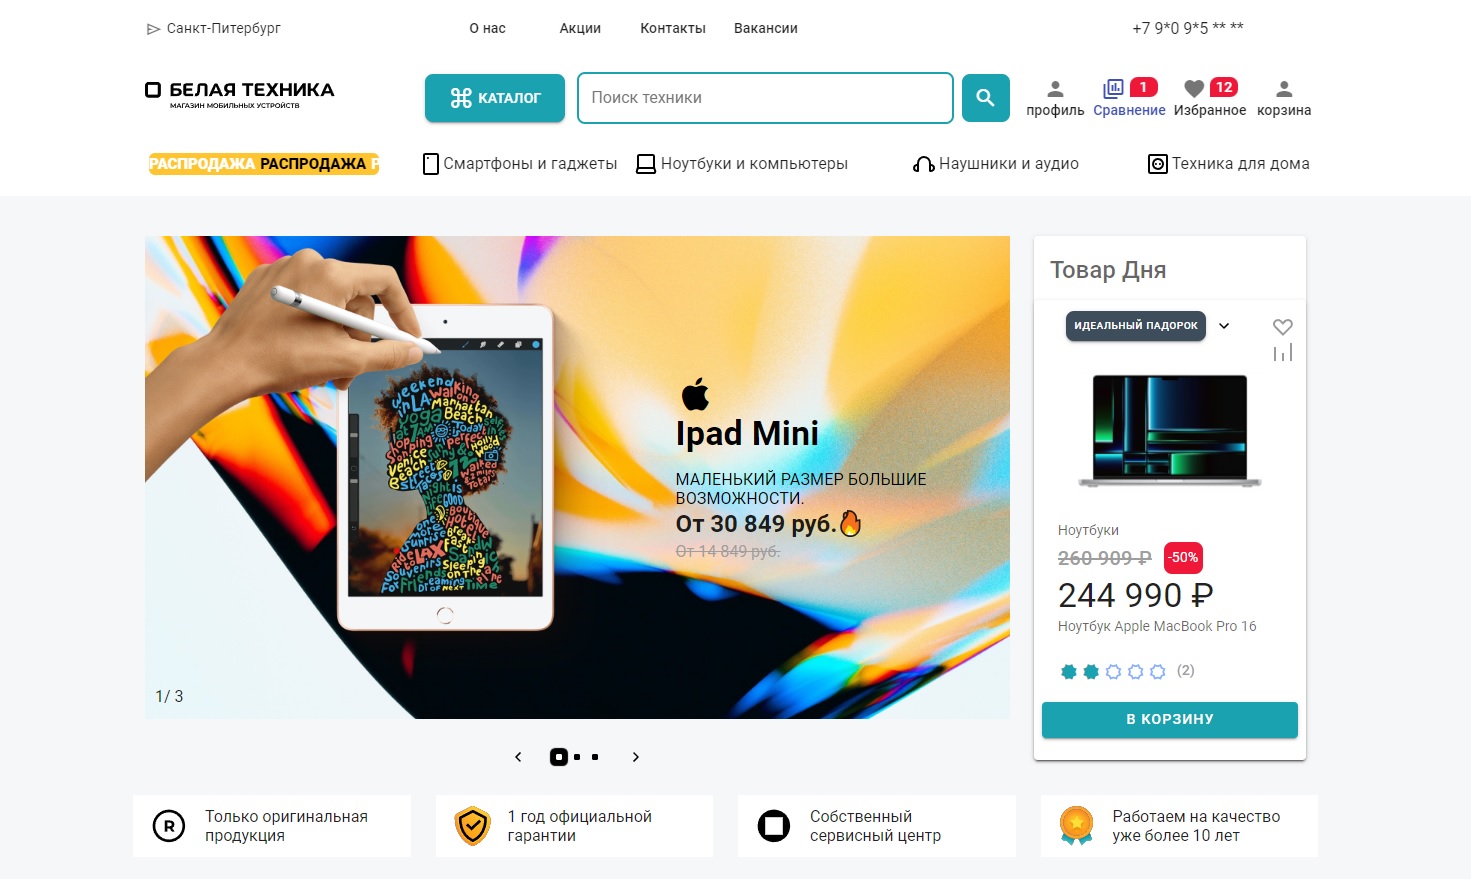 Санкт-Питербург
О нас
Акции
Контакты
Вакансии
+7 9*0 9*5 ** **
БЕЛАЯ ТЕХНИКА
МАГАЗИН МОБИЛЬНЫХ УСТРОЙСТВ
КАТАЛОГ
Поиск техники
1
12
профиль
Сравнение
Избранное
корзина
РАСПРОДАЖА РАСПРОДАЖА Р
Смартфоны и гаджеты
Ноутбуки и компьютеры
Наушники и аудио
Техника для дома
Ipad Mini
МАЛЕНЬКИЙ РАЗМЕР БОЛЬШИЕ
ВОЗМОЖНОСТИ.
От 30 849 руб.
От 14 849 руб.
1/ 3
Товар Дня
ИДЕАЛЬНЫЙ ПАДОРОК
Ноутбуки
260 909 ₽
-50%
244 990 ₽
Ноутбук Apple MacBook Pro 16
(2)
В КОРЗИНУ
R
Только оригинальная
продукция
1 год официальной
гарантии
Собственный
сервисный центр
Работаем на качество
уже более 10 лет